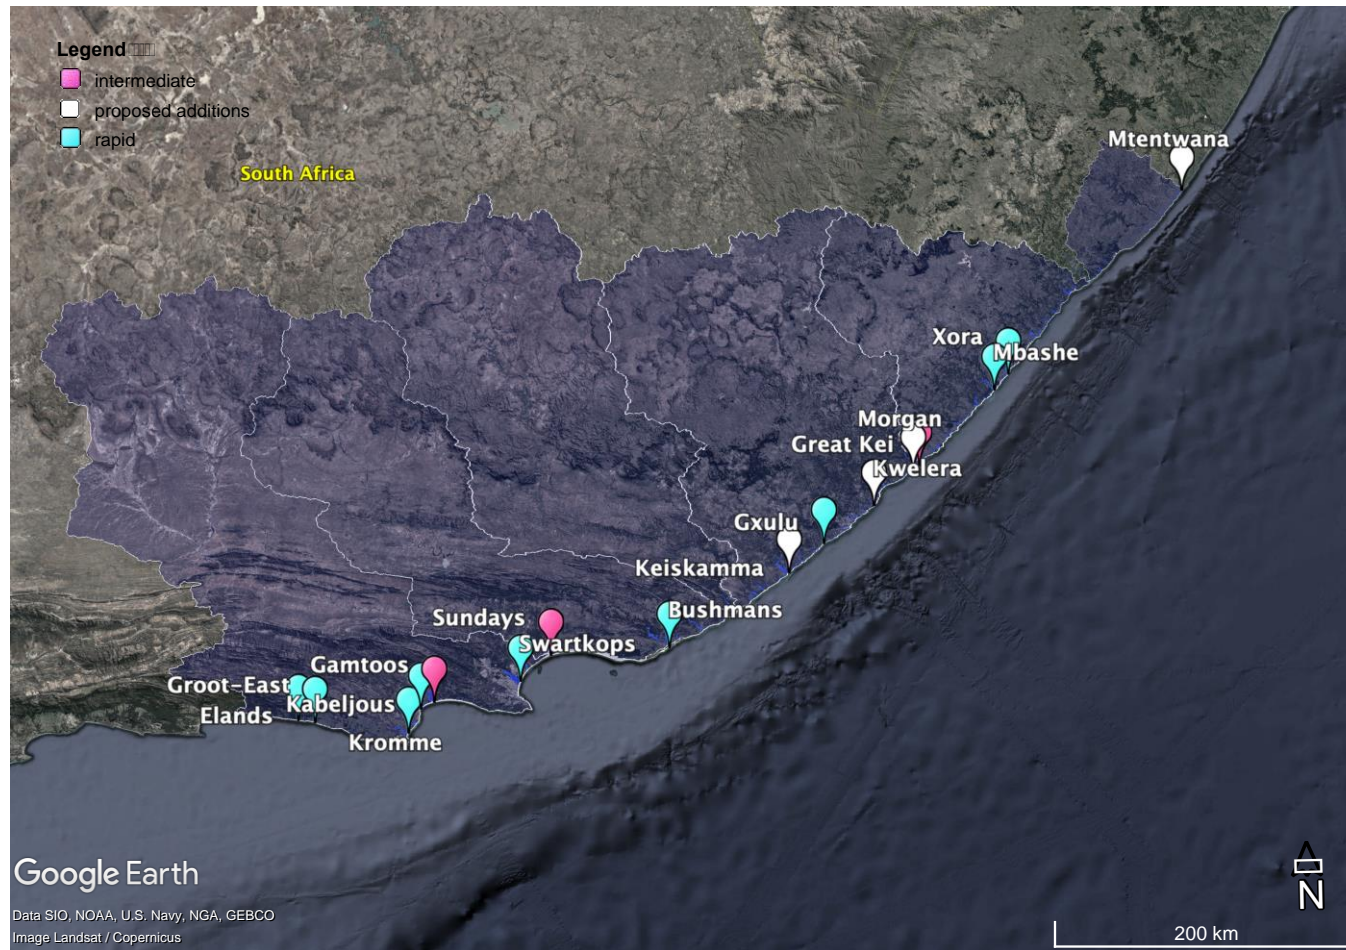 Legend
intermediate
proposed additions
rapid
South Africa
Mtentwana
Xora
Mbashe
Morgan
Great Kei
Kwelera
Gxulu
Keiskamma
Bushmans
Sundays
Swartkops
Gamtoos
Groot-East
Kabeljous
Elands
Kromme
Google Earth
N
Data SIO, NOAA, U.S. Navy, NGA, GEBCO
Image Landsat / Copernicus
200 km